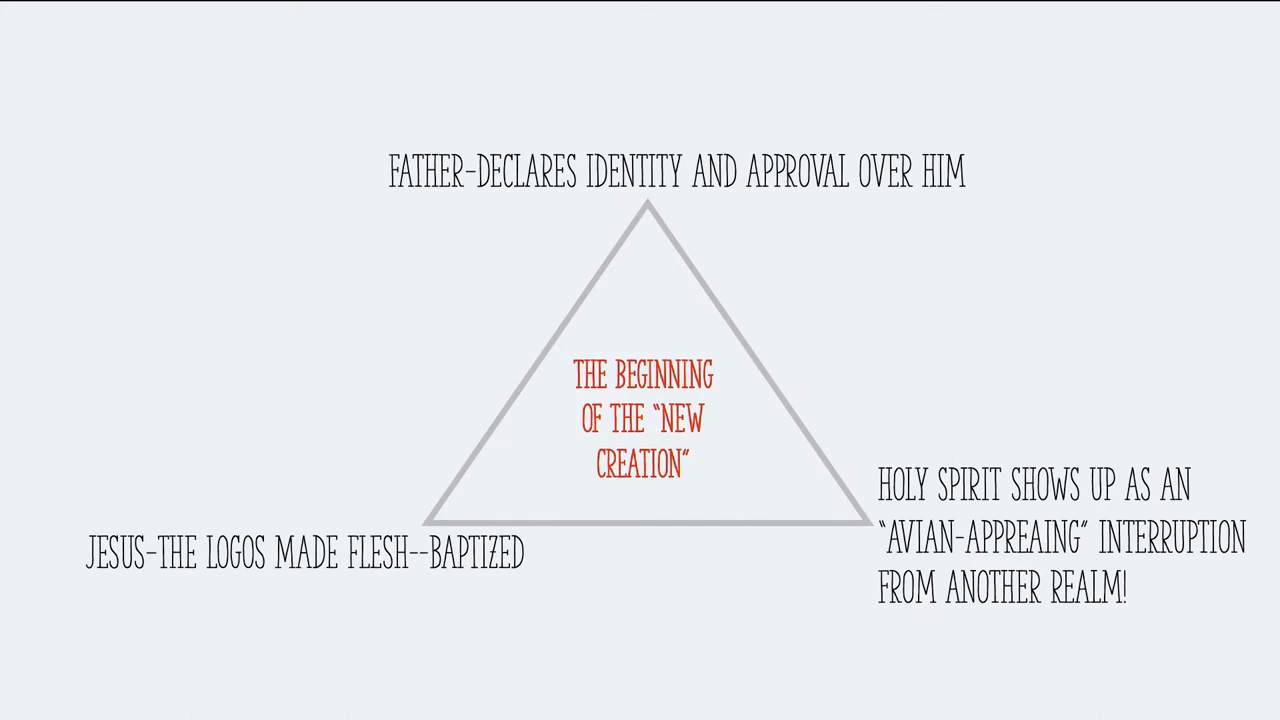 FATHER-DECLARES IDENTITY AND APPROVAL OVER HIM
THE BEGINNING
OF THE "NEW
CREATION"
HOLY SPIRIT SHOWS UP AS AN
"AVIAN-APPREAING" INTERRUPTION
FROM ANOTHER REALM!
JESUS-THE LOGOS MADE FLESH--BAPTIZED